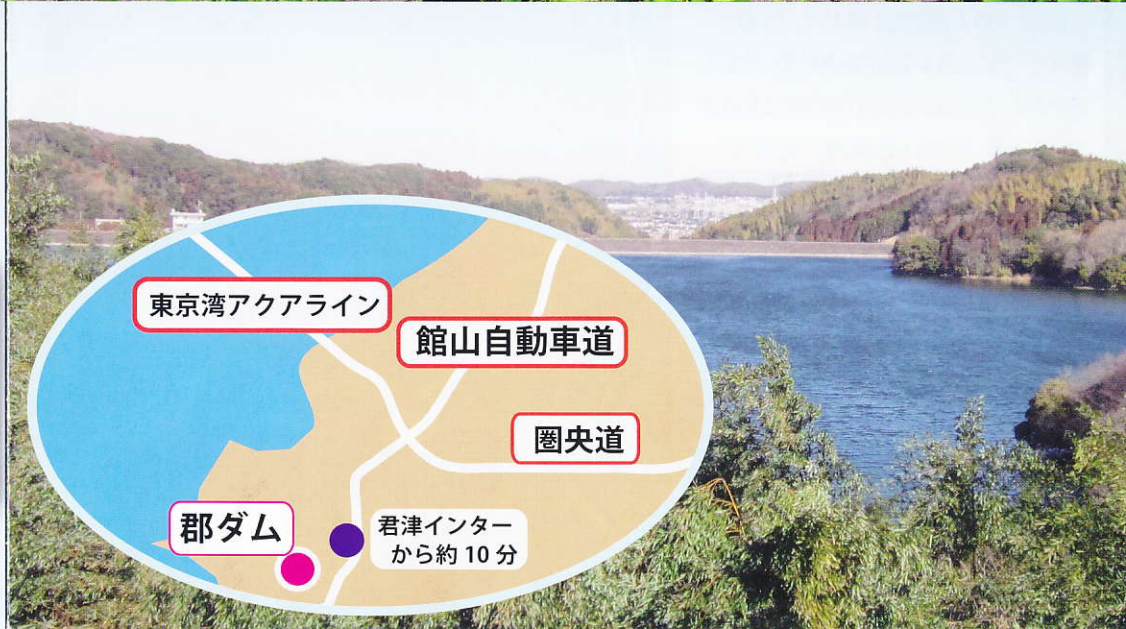 東京湾アクアライン
館山自動車道
圏央道
郡ダム
君津インター
から約 10 分